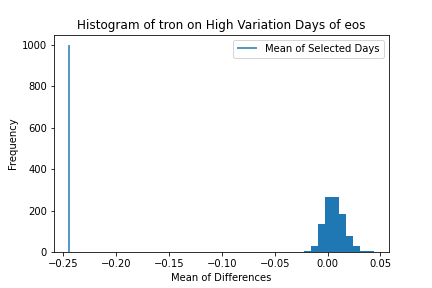 Histogram of tron on High Variation Days of eos
Mean of Selected Days
1000
800
600
400
200
0
Frequency
−0.25 −0.20 −0.15 −0.10 −0.05 0.00 0.05
Mean of Differences